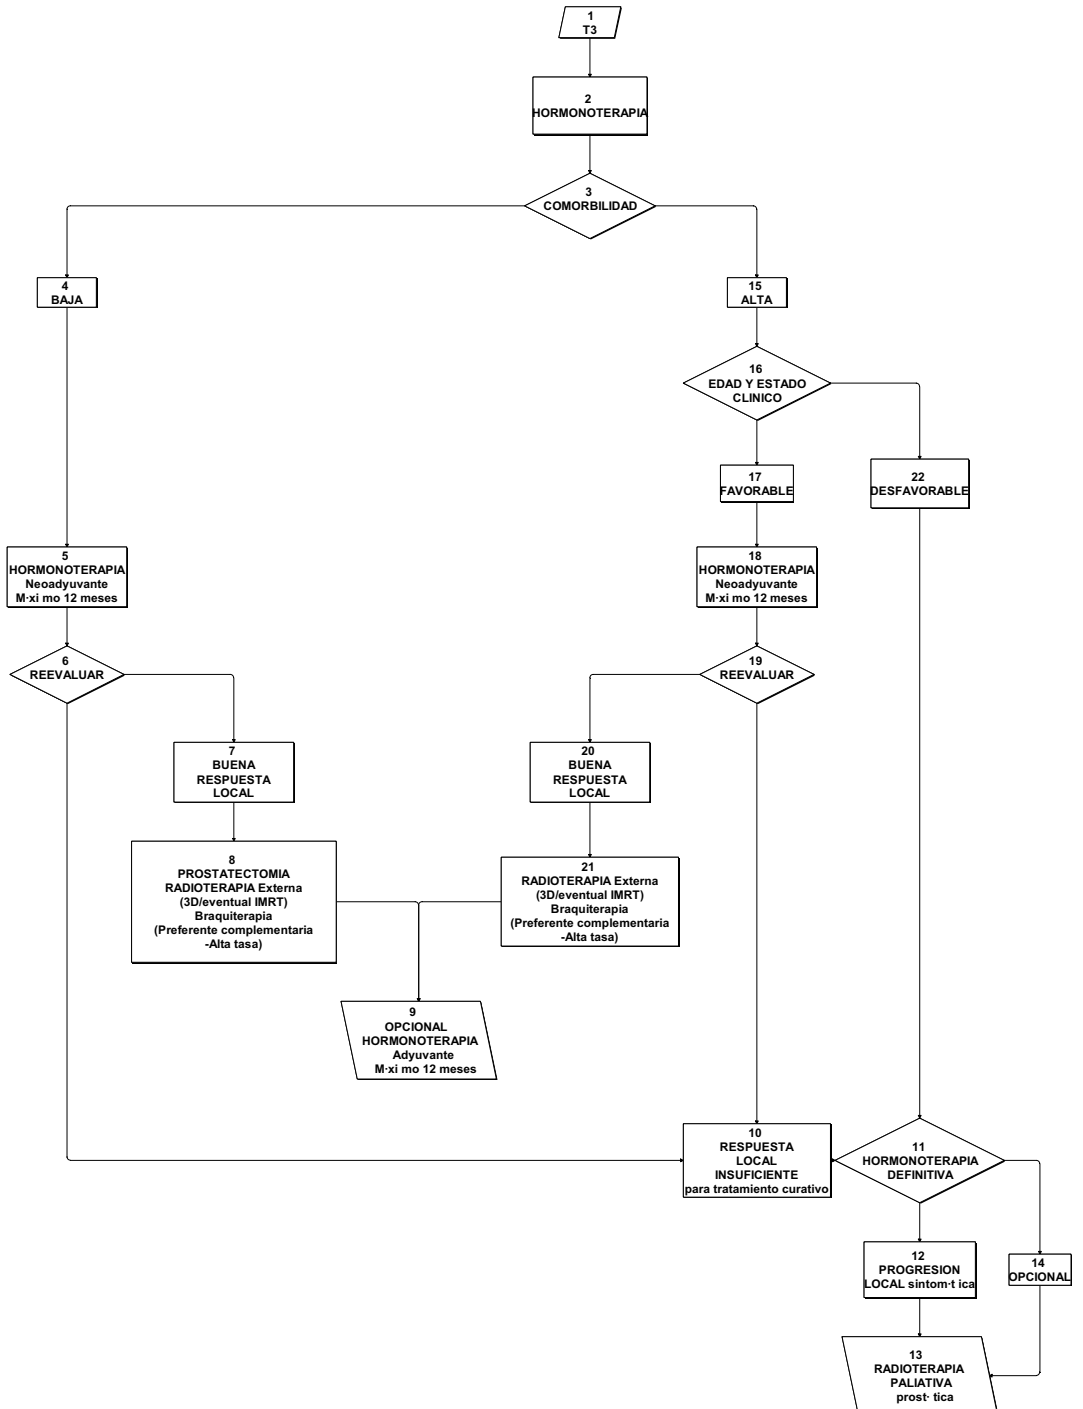 1
T3
2
HORMONOTERAPIA
3
COMORBILIDAD
4
BAJA
15
ALTA
16
EDAD Y ESTADO
CLINICO
17
FAVORABLE
22
DESFAVORABLE
5
HORMONOTERAPIA
Neoadyuvante
M·xi mo 12 meses
18
HORMONOTERAPIA
Neoadyuvante
M·xi mo 12 meses
6
REEVALUAR
19
REEVALUAR
7
BUENA
RESPUESTA
LOCAL
20
BUENA
RESPUESTA
LOCAL
8
PROSTATECTOMIA
RADIOTERAPIA Externa
(3D/eventual IMRT)
Braquiterapia
(Preferente complementaria
-Alta tasa)
21
RADIOTERAPIA Externa
(3D/eventual IMRT)
Braquiterapia
(Preferente complementaria
-Alta tasa)
9
OPCIONAL
HORMONOTERAPIA
Adyuvante
M·xi mo 12 meses
10
RESPUESTA
LOCAL
INSUFICIENTE
para tratamiento curativo
11
HORMONOTERAPIA
DEFINITIVA
12
PROGRESION
LOCAL sintom·t ica
14
OPCIONAL
13
RADIOTERAPIA
PALIATIVA
prost· tica